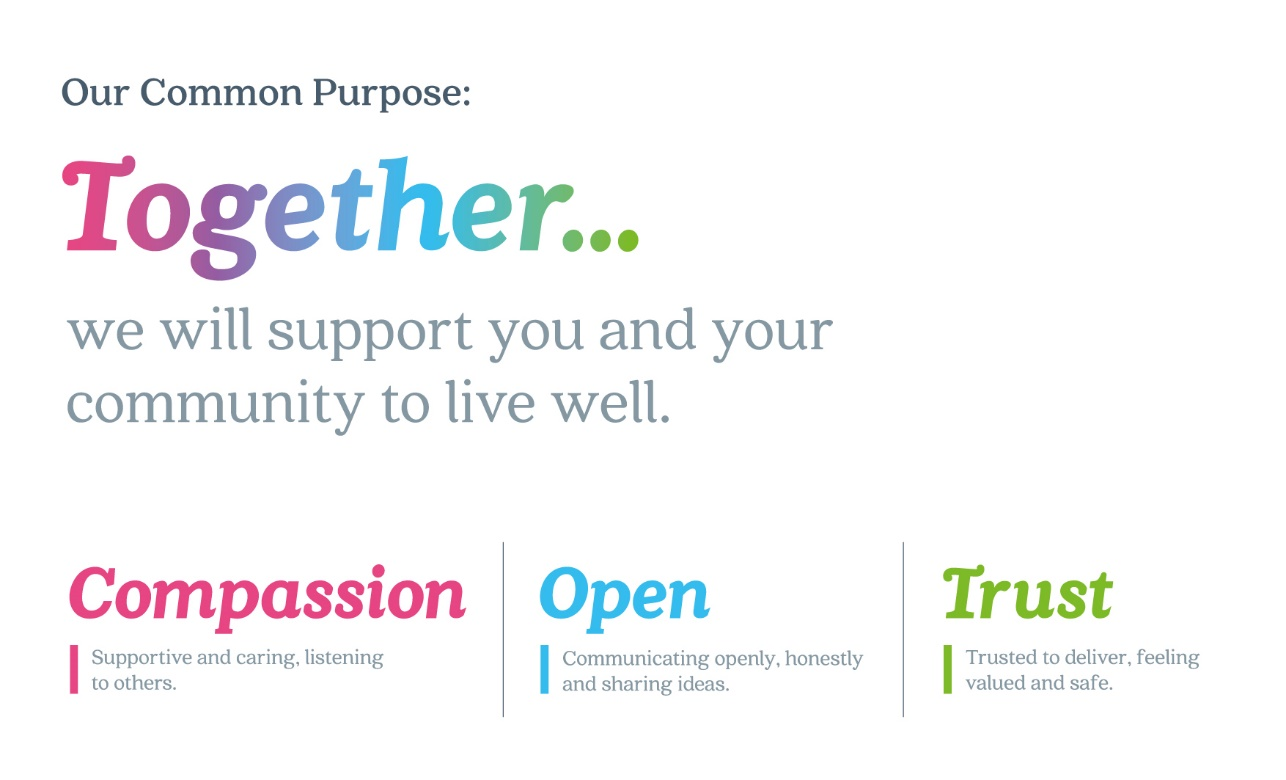 Our Common Purpose:
Together...
we will support you and your
community to live well.
Compassion
Supportive and caring, listening
to others.
Open
Communicating openly, honestly
and sharing ideas.
Trust
Trusted to deliver, feeling
valued and safe.